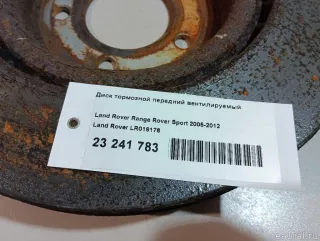 Диск тормозной передний вентилируемый
Land Rover Range Rover Sport 2005-2012
Land Rover LR016176
23 241 783